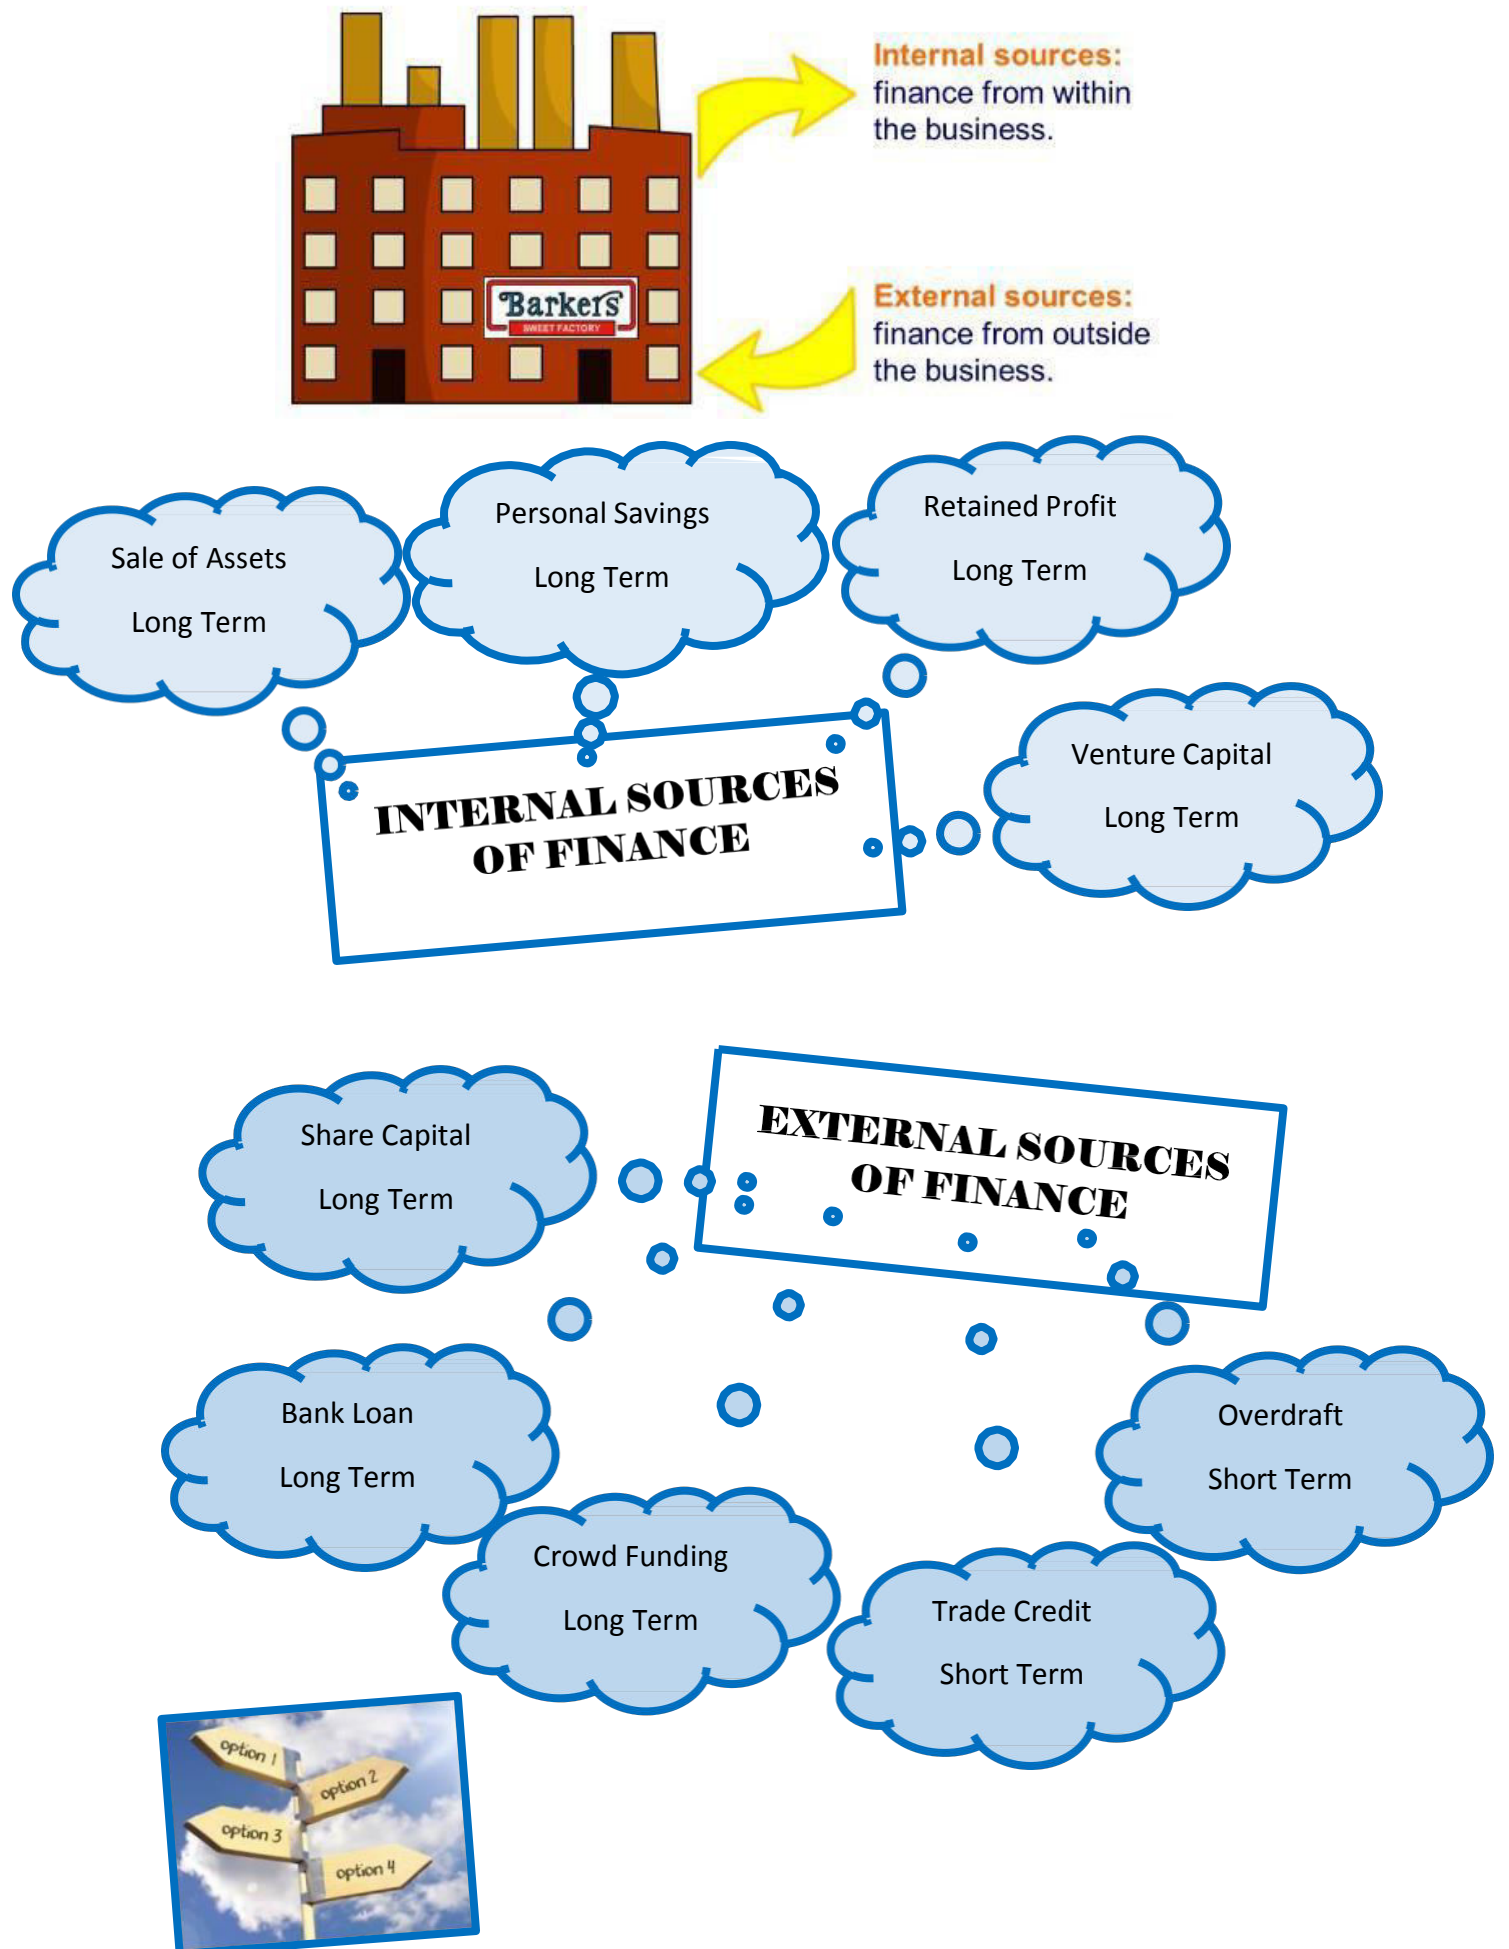 Internal sources:
finance from within
the business.
Barkers
SWEET FACTORY
External sources:
finance from outside
the business.
Sale of Assets
Long Term
Personal Savings
Long Term
Retained Profit
Long Term
Venture Capital
Long Term
INTERNAL SOURCES
OF FINANCE
EXTERNAL SOURCES
OF FINANCE
Share Capital
Long Term
Bank Loan
Long Term
Crowd Funding
Long Term
Trade Credit
Short Term
Overdraft
Short Term
option 1
option 2
option 3
option 4